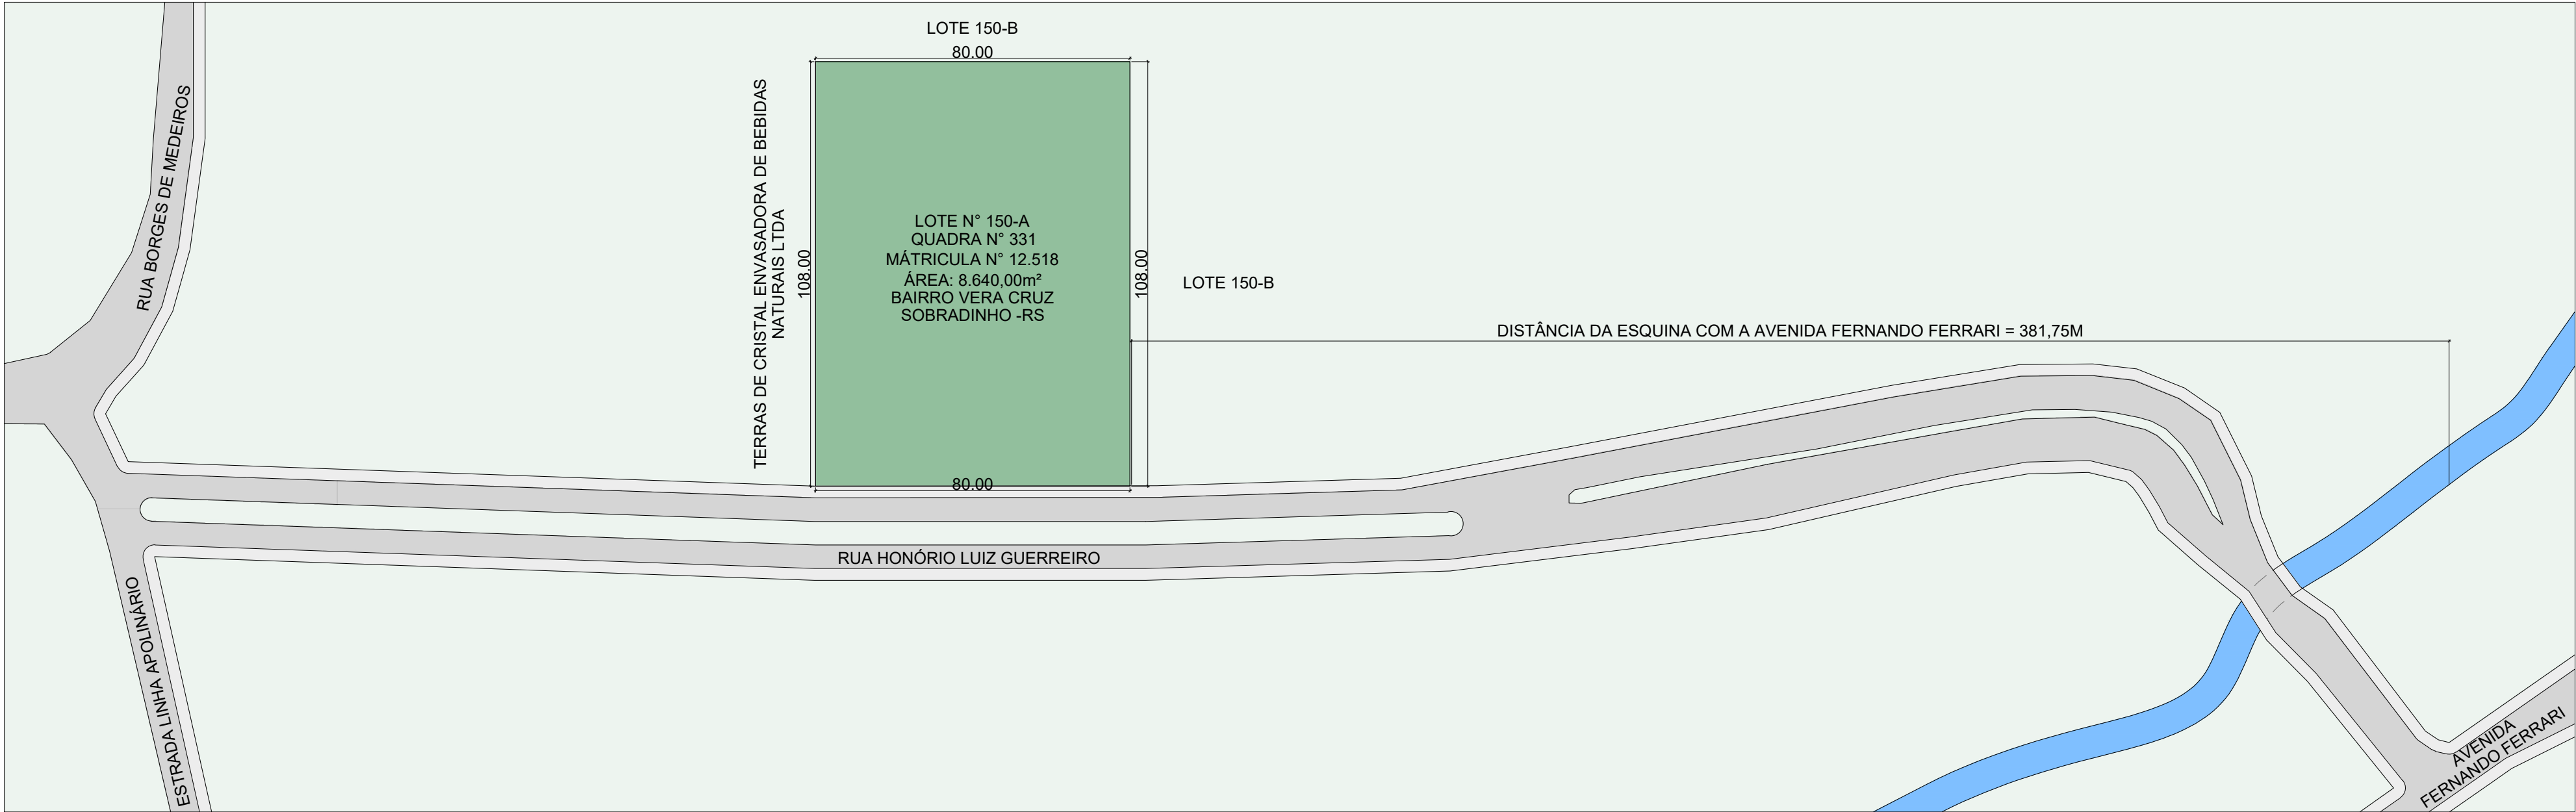 LOTE 150-B
80.00
RUA BORGES DE MEDEIROS
TERRAS DE CRISTAL ENVASADORA DE BEBIDAS
NATURAIS LTDA
108.00
LOTE N° 150-A
QUADRA N° 331
MÁTRICULA N° 12.518
ÁREA: 8.640,00m²
BAIRRO VERA CRUZ
SOBRADINHO -RS
108.00
LOTE 150-B
DISTÂNCIA DA ESQUINA COM A AVENIDA FERNANDO FERRARI = 381,75M
80.00
RUA HONÓRIO LUIZ GUERREIRO
ESTRADA LINHA APOLINÁRIO
AVENIDA
FERNANDO FERRARI